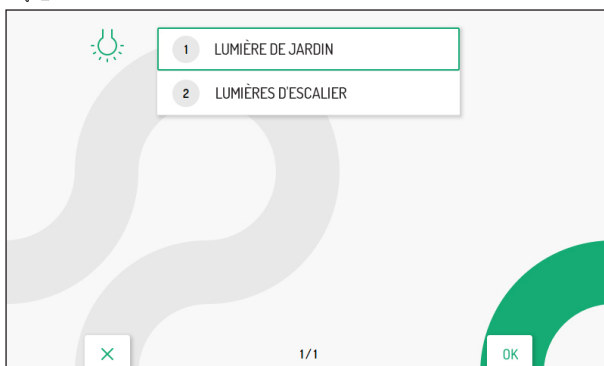 1 LUMIÈRE DE JARDIN
2 LUMIÈRES D'ESCALIER
1/1 OK